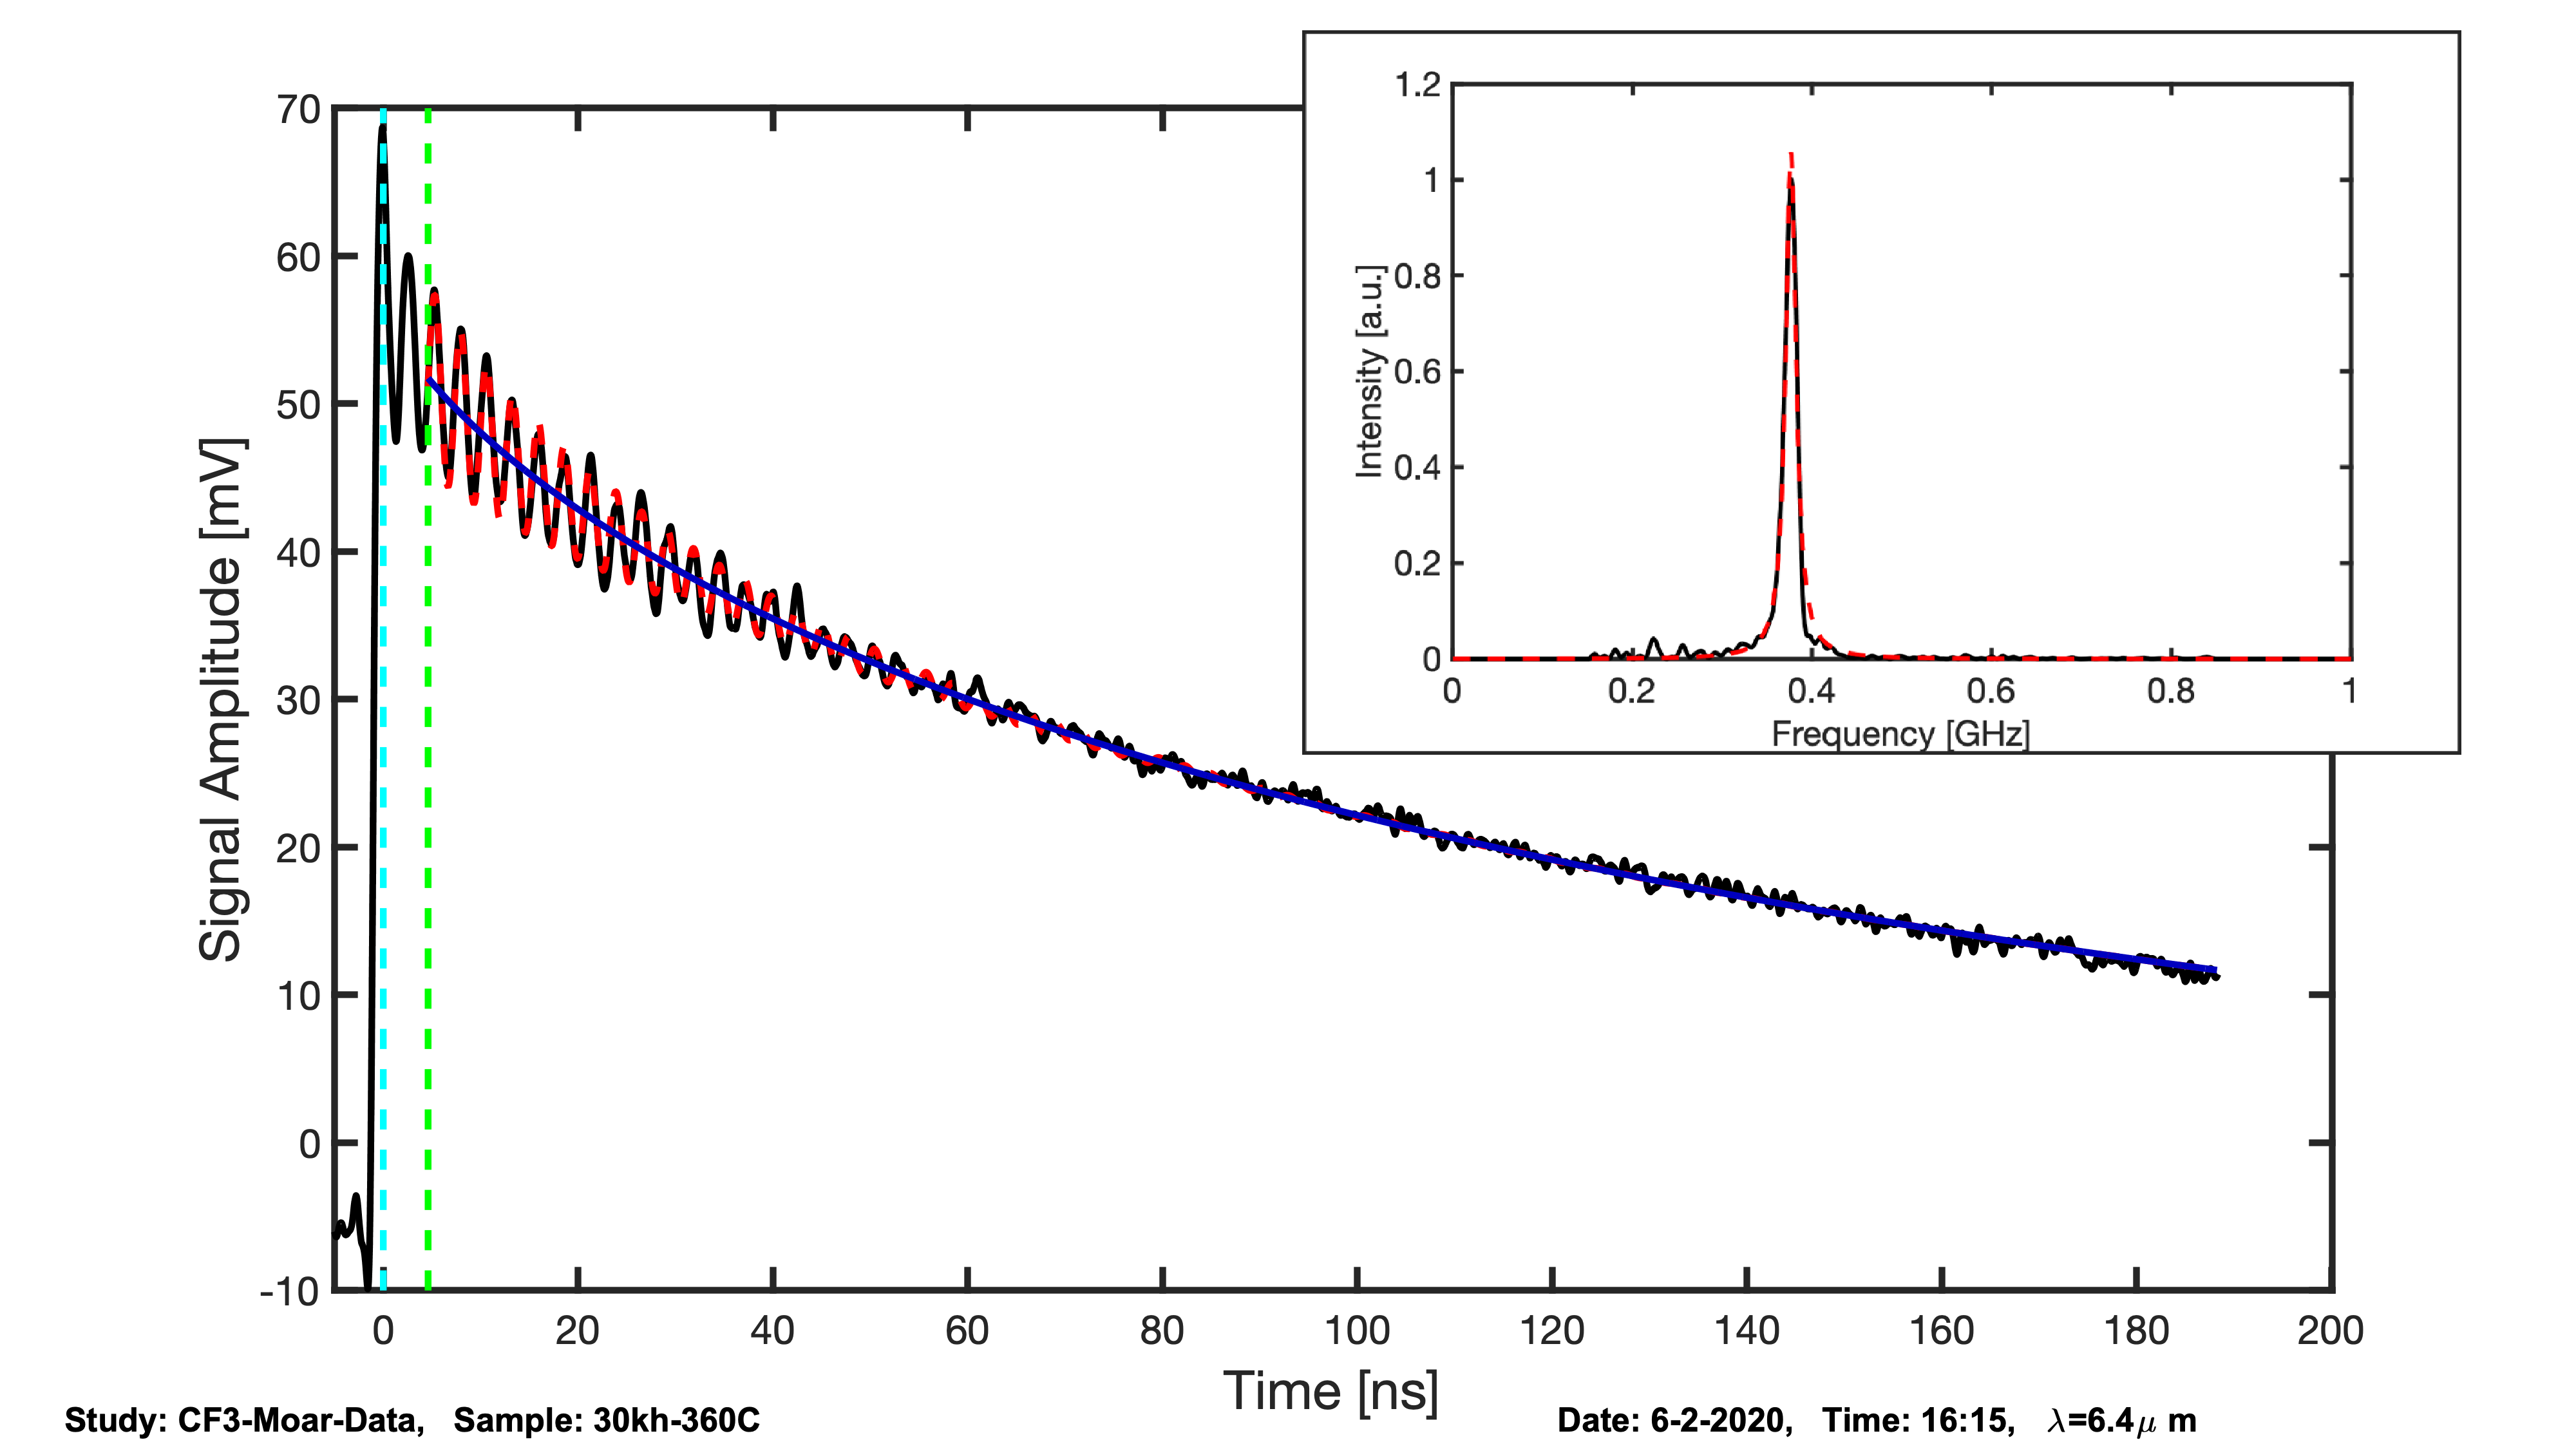 70
60
50
40
30
20
10
0
-10
Signal Amplitude [mV]
0 20 40 60 80 100 120 140 160 180 200
Time [ns]
1.2
1
0.8
0.6
0.4
0.2
0
Intensity [a.u.]
0 0.2 0.4 0.6 0.8 1
Frequency [GHz]
Study: CF3-Moar-Data, Sample: 30kh-360C
Date: 6-2-2020, Time: 16:15, λ=6.4μ m